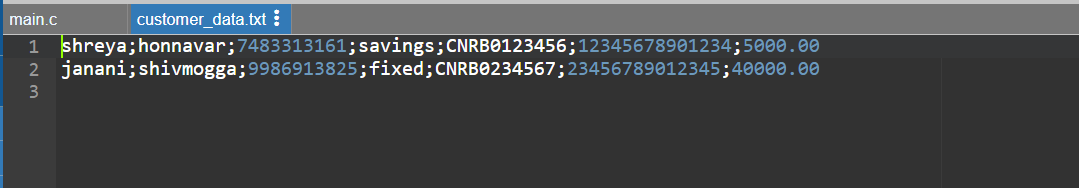 main.c
customer_data.txt
1 shreya;honnavar;7483313161;savings;CNRB0123456;12345678901234;5000.00
2 janani;shivmogga;9986913825;fixed;CNRB0234567;23456789012345;40000.00
3